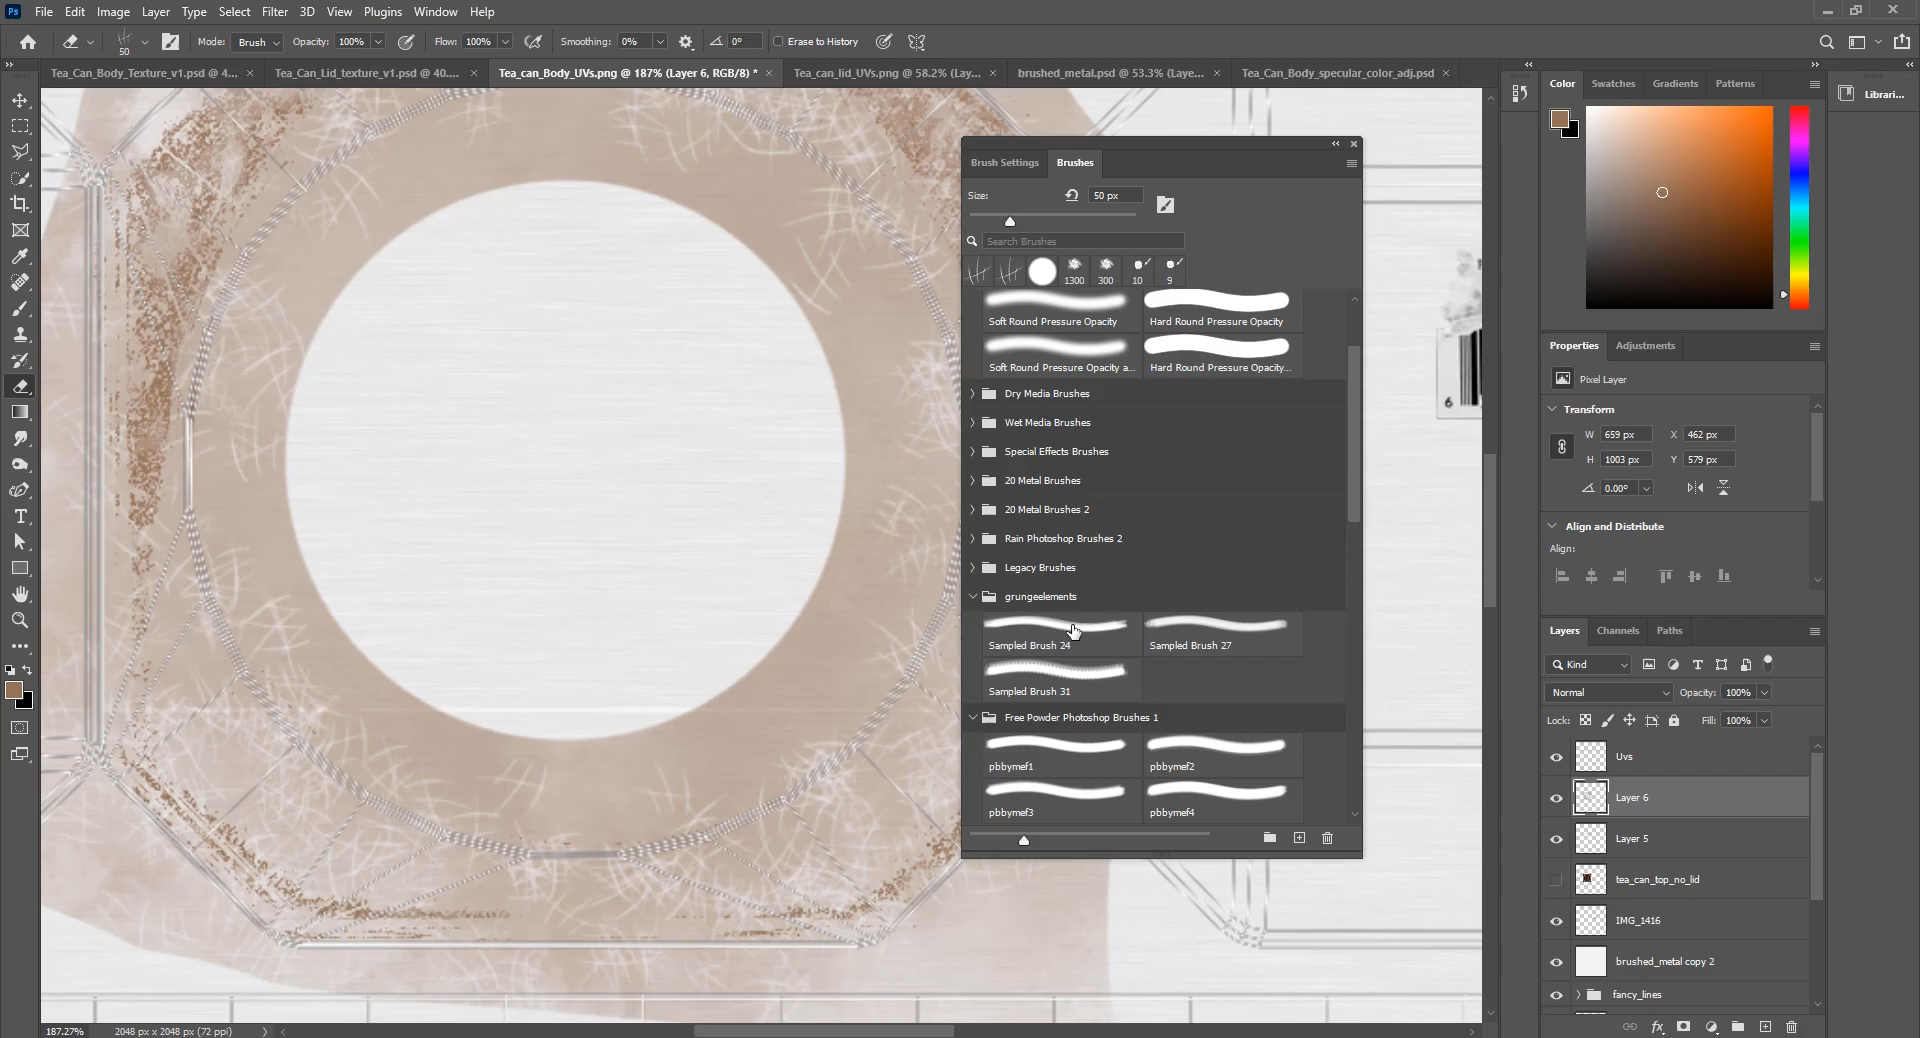 Ps File Edit Image Layer Type Select Filter 3D View Plugins Window Help
50 Mode: Brush Opacity: 100% Flow: 100% Smoothing: 0% 0° Erase to History
Tea_Can_Body_Texture_v1.psd @ 4... × Tea_Can_Lid_texture_v1.psd @ 40.... × Tea_can_Body_UVs.png @ 187% (Layer 6, RGB/8) * × Tea_can_lid_UVs.png @ 58.2% (Lay... × brushed_metal.psd @ 53.3% (Laye... × Tea_Can_Body_specular_color_adj.psd ×
Color Swatches Gradients Patterns
Librari...
Brush Settings Brushes
Size: 50 px
Search Brushes
1300 300 10 9
Soft Round Pressure Opacity Hard Round Pressure Opacity
Soft Round Pressure Opacity a... Hard Round Pressure Opacity...
Dry Media Brushes
Wet Media Brushes
Special Effects Brushes
20 Metal Brushes
20 Metal Brushes 2
Rain Photoshop Brushes 2
Legacy Brushes
grungeelements
Sampled Brush 24 Sampled Brush 27
Sampled Brush 31
Free Powder Photoshop Brushes 1
pbbymef1 pbbymef2
pbbymef3 pbbymef4
6
Properties Adjustments
Pixel Layer
Transform
W 659 px X 462 px
H 1003 px Y 579 px
0.00°
Align and Distribute
Align:
Layers Channels Paths
Kind
Normal Opacity: 100%
Lock: Fill: 100%
Uvs
Layer 6
Layer 5
tea_can_top_no_lid
IMG_1416
brushed_metal copy 2
fancy_lines
187.27% 2048 px x 2048 px (72 ppi)